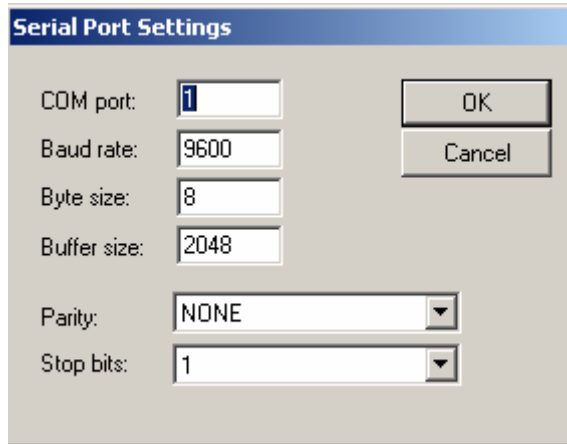 Serial Port Settings
COM port: 1
OK
Baud rate: 9600
Cancel
Byte size: 8
Buffer size: 2048
Parity: NONE
Stop bits: 1